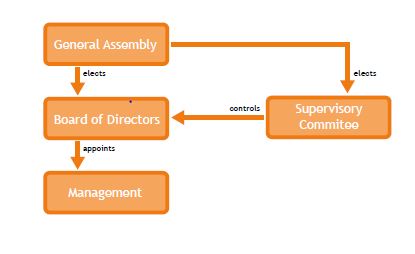 General Assembly
elects
elects
Board of Directors
controls
Supervisory
Commitee
appoints
Management